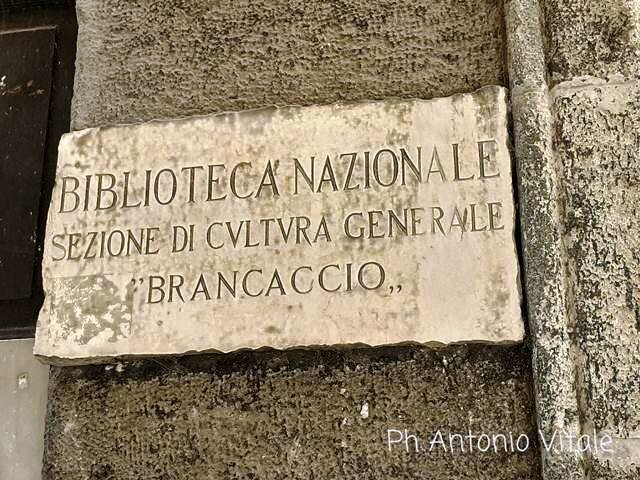 BIBLIOTECA NAZIONALE
SEZIONE DI CVLTVRA GENERALE
"BRANCACCIO„
Ph.Antonio Vitale